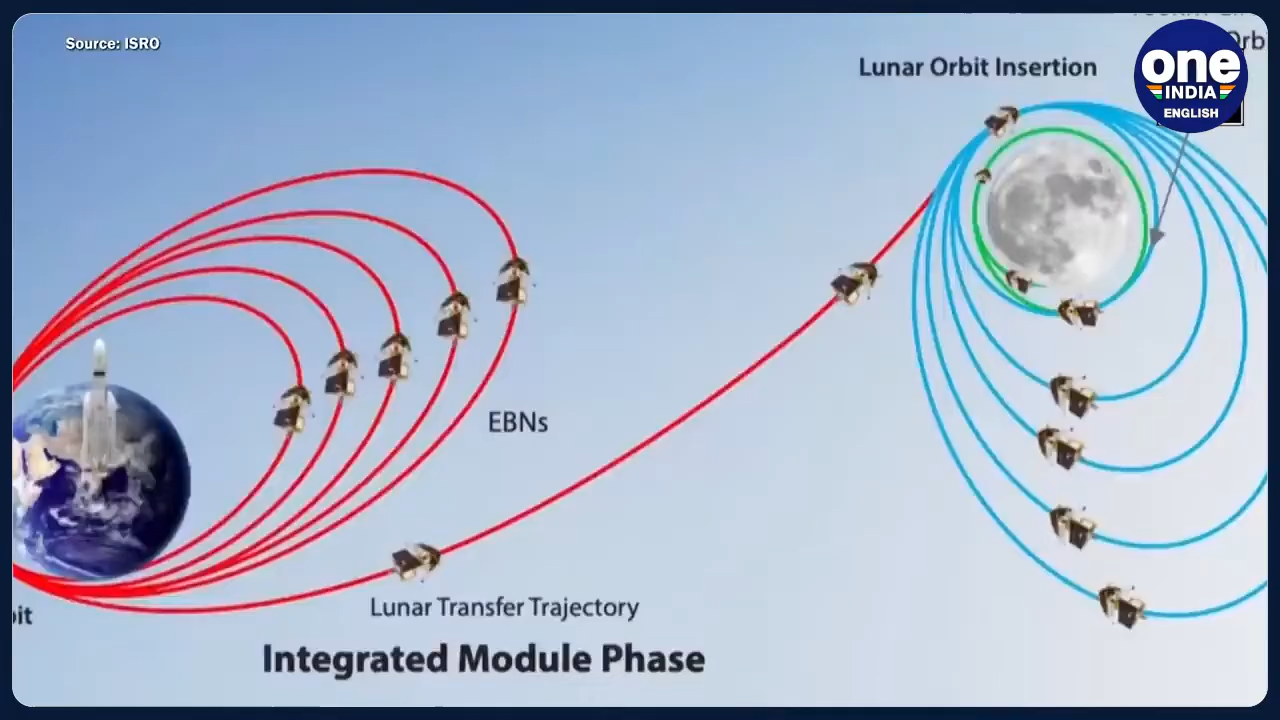 Source: ISRO
Lunar Orbit Insertion
one
INDIA
ENGLISH
EBNs
Lunar Transfer Trajectory
Integrated Module Phase